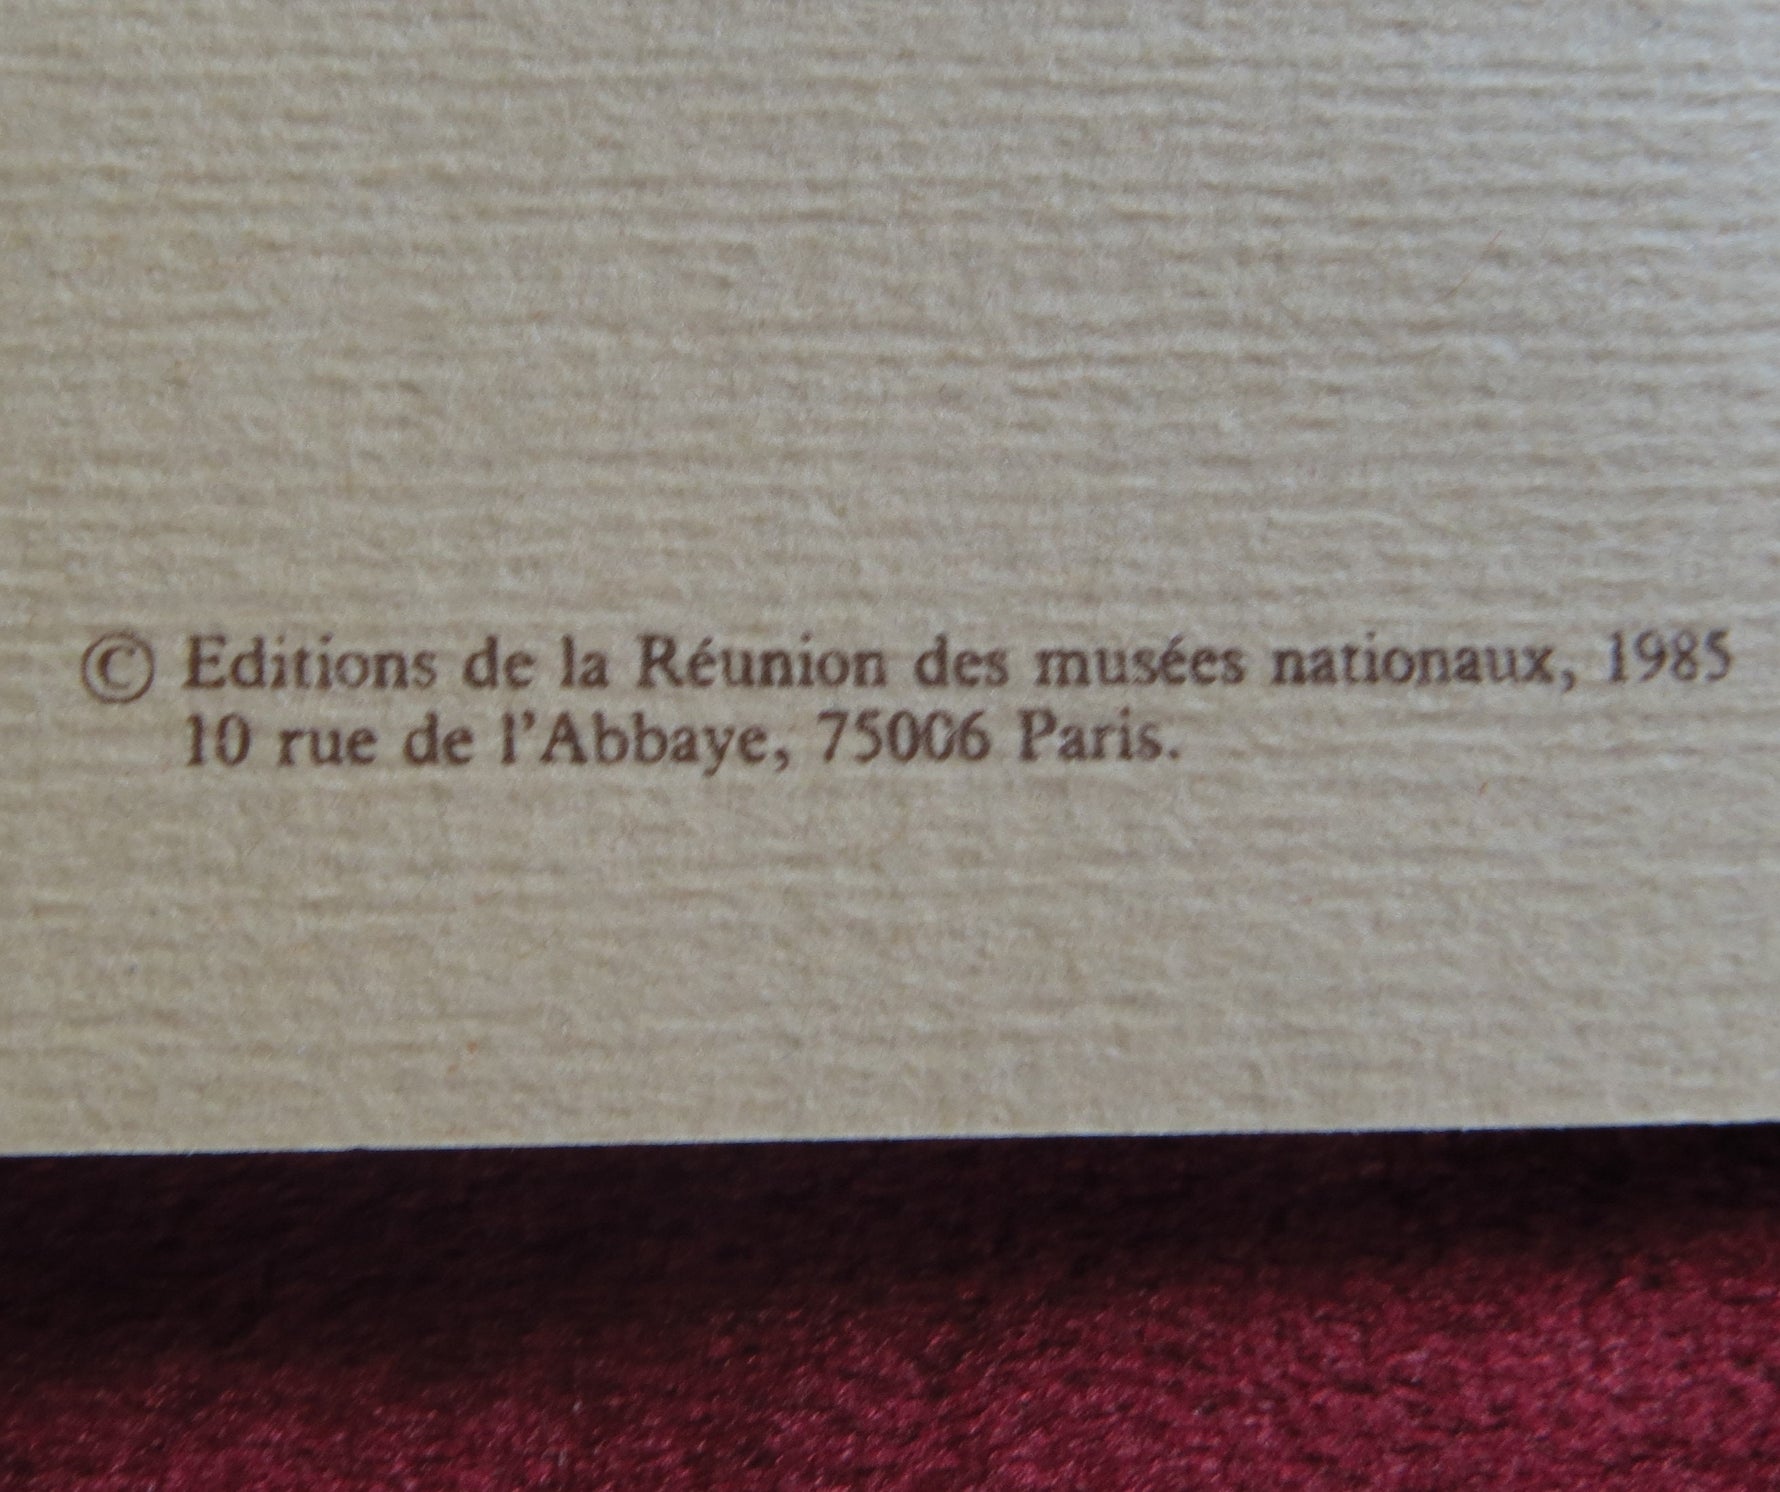 © Editions de la Réunion des musées nationaux, 1985
10 rue de l'Abbaye, 75006 Paris.